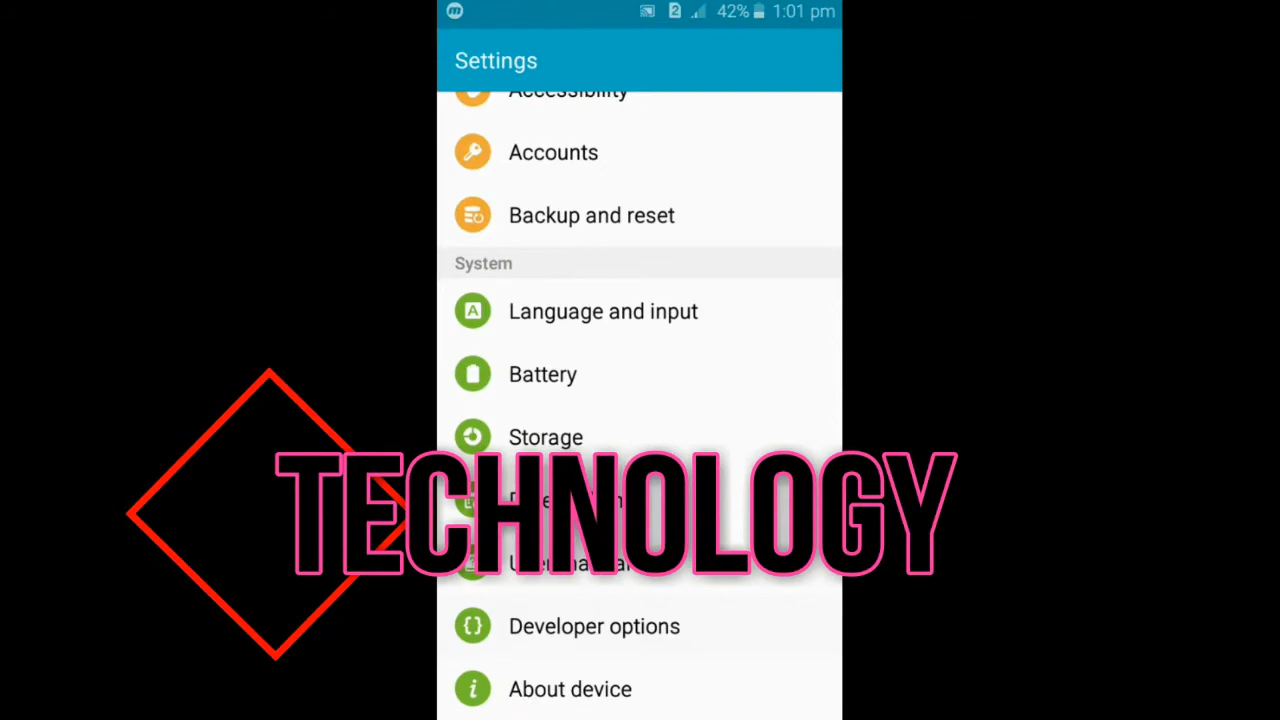 42% 1:01 pm
Settings
Accessibility
Accounts
Backup and reset
System
Language and input
Battery
Storage
TECHNOLOGY
Developer options
About device